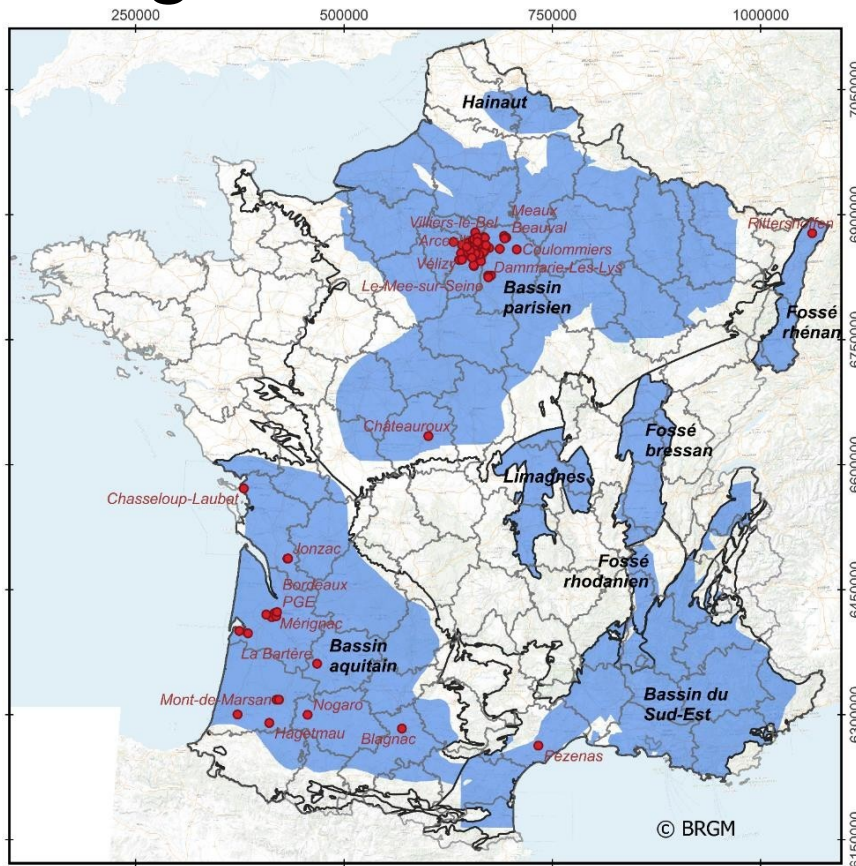 250000
500000
750000
1000000
7050000
6900000
6750000
6600000
6450000
6300000
6150000
Hainaut
Meaux
Villiers-le-Bel
Beauval
Coulommiers
Dammarie-Les-Lys
Le-Mee-sur-Seine
Bassin
parisien
Rittershoffen
Fossé
rhénan
Châteauroux
Fossé
bressan
Limagnes
Chasseloup-Laubat
Jonzac
Fossé
rhodanien
Bordeaux
PGE
Mérignac
La Bartère
Bassin
aquitain
Mont-de-Marsan
Nogaro
Hagetmau
Blagnac
Bassin du
Sud-Est
Pezenas
© BRGM